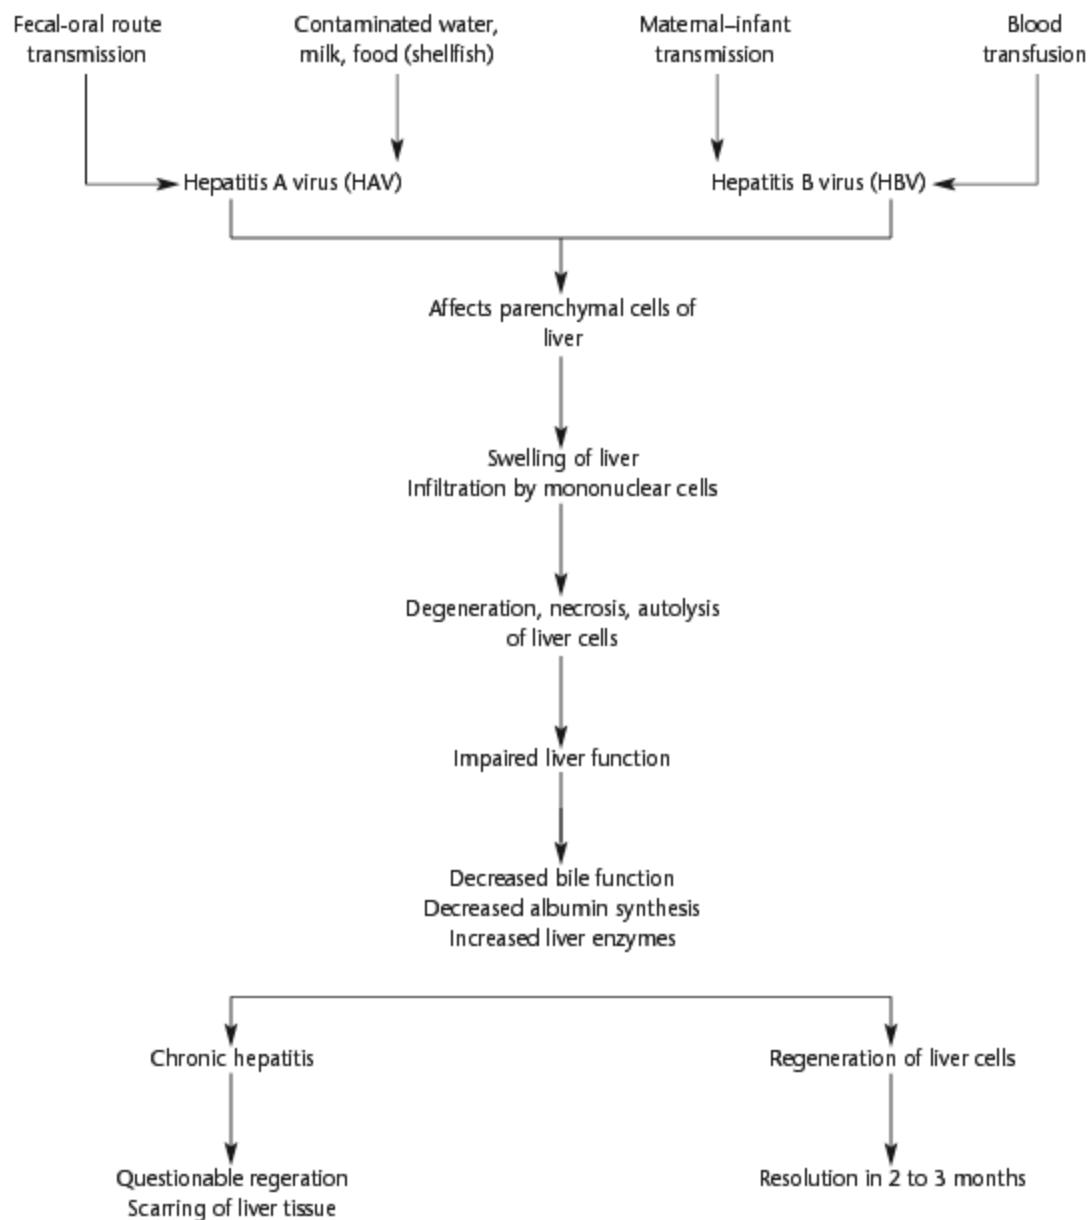 Fecal-oral route
transmission
Contaminated water,
milk, food (shellfish)
Maternal–infant
transmission
Blood
transfusion
Hepatitis A virus (HAV)
Hepatitis B virus (HBV)
Affects parenchymal cells of
liver
Swelling of liver
Infiltration by mononuclear cells
Degeneration, necrosis, autolysis
of liver cells
Impaired liver function
Decreased bile function
Decreased albumin synthesis
Increased liver enzymes
Chronic hepatitis
Regeneration of liver cells
Questionable regeration
Scarring of liver tissue
Resolution in 2 to 3 months